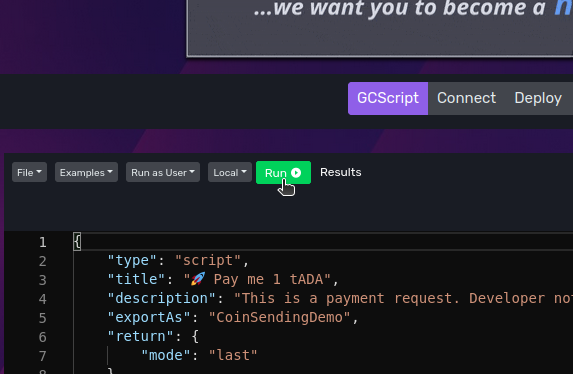 ...we want you to become a
GCScript Connect Deploy
File Examples Run as User Local Run Results
1 {
2 "type": "script",
3 "title": "🚀 Pay me 1 tADA",
4 "description": "This is a payment request. Developer no
5 "exportAs": "CoinSendingDemo",
6 "return": {
7 "mode": "last"
8 }